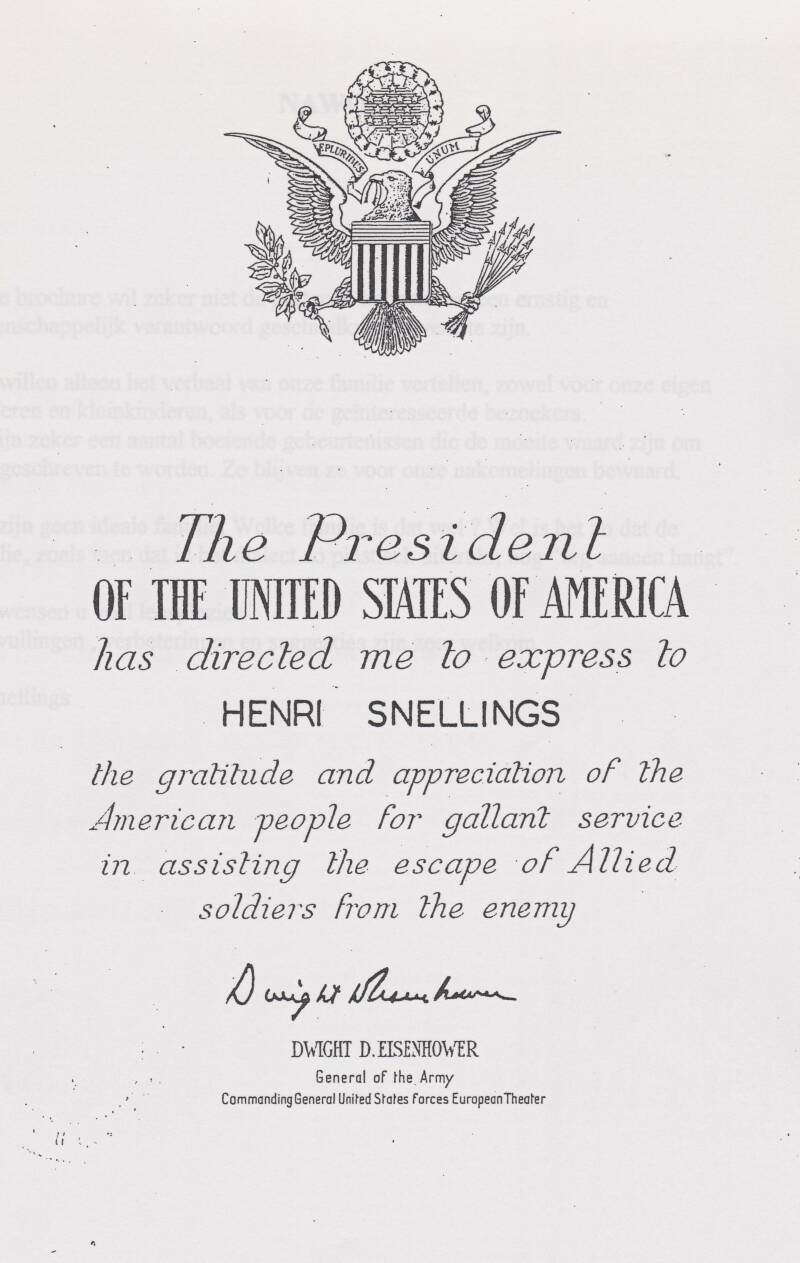 E PLURIBUS UNUM
The President
OF THE UNITED STATES OF AMERICA
has directed me to express to
HENRI SNELLINGS
the gratitude and appreciation of the
American people for gallant service
in assisting the escape of Allied
soldiers from the enemy
Dwight D Eisenhower
DWIGHT D. EISENHOWER
General of the Army
Commanding General United States Forces European Theater